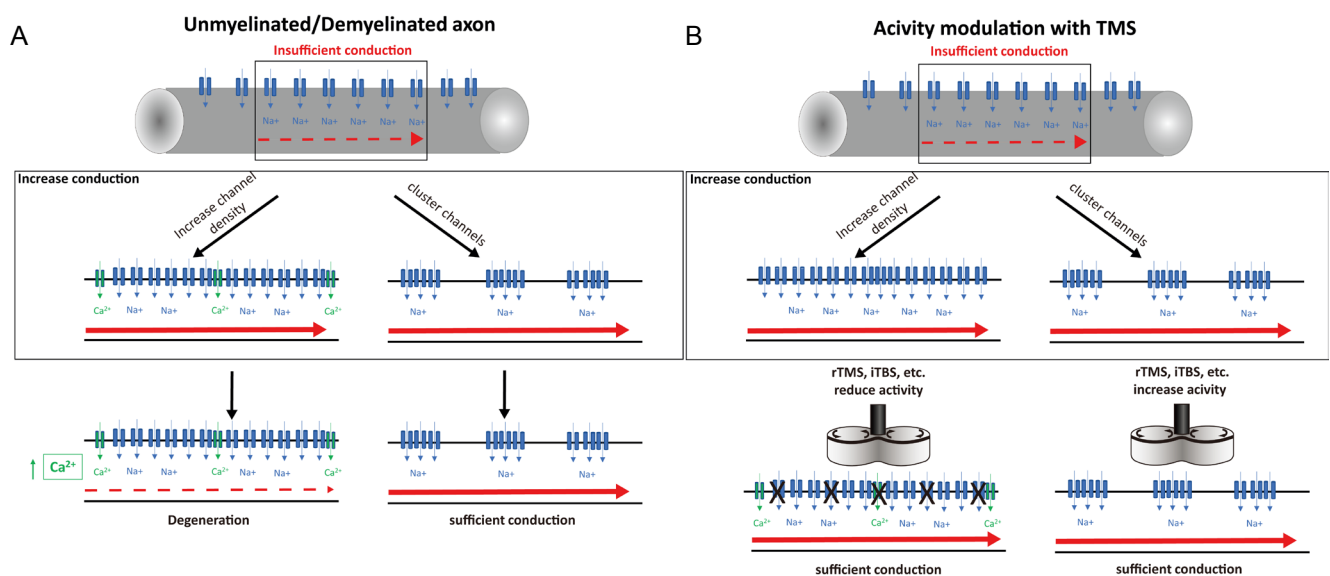 A
Unmyelinated/Demyelinated axon
Insufficient conduction
Na+ Na+ Na+ Na+ Na+ Na+
Increase conduction
Increase channel
density
cluster channels
Ca²⁺ Na+ Na+ Ca²⁺ Na+ Na+ Ca²⁺
Na+ Na+ Na+
↑ Ca²⁺
Ca²⁺ Na+ Na+ Ca²⁺ Na+ Na+ Ca²⁺
Na+ Na+ Na+
Degeneration
sufficient conduction
B
Acivity modulation with TMS
Insufficient conduction
Na+ Na+ Na+ Na+ Na+ Na+
Increase conduction
Increase channel
density
cluster channels
Na+ Na+ Na+ Na+ Na+
Na+ Na+ Na+
rTMS, iTBS, etc.
reduce activity
rTMS, iTBS, etc.
increase acivity
Ca²⁺ Na+ Na+ Ca²⁺ Na+ Na+ Ca²⁺
Na+ Na+ Na+
sufficient conduction
sufficient conduction